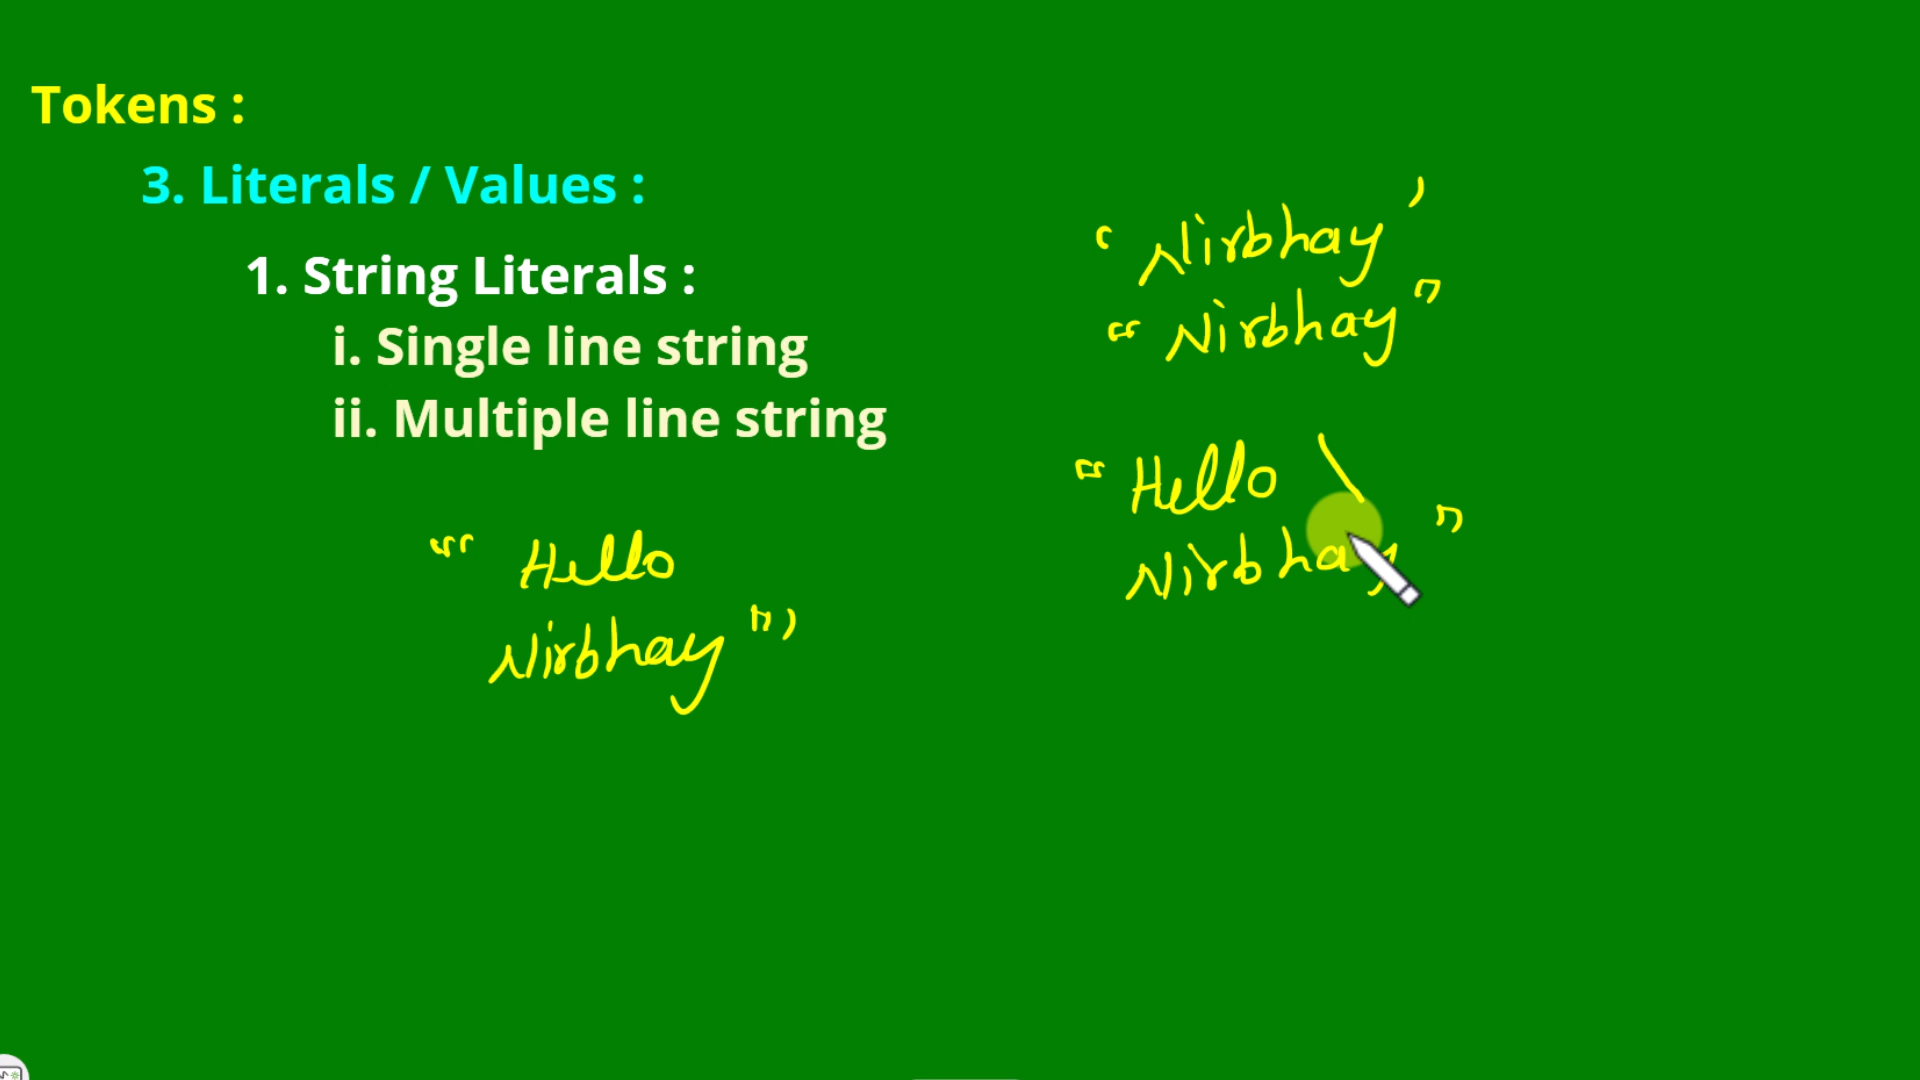 Tokens :
3. Literals / Values :
1. String Literals :
i. Single line string
ii. Multiple line string
‘ Nirbhay ’
“ Nirbhay ”
“ Hello \
Nirbhay ”
‘‘‘ Hello
Nirbhay ’’’